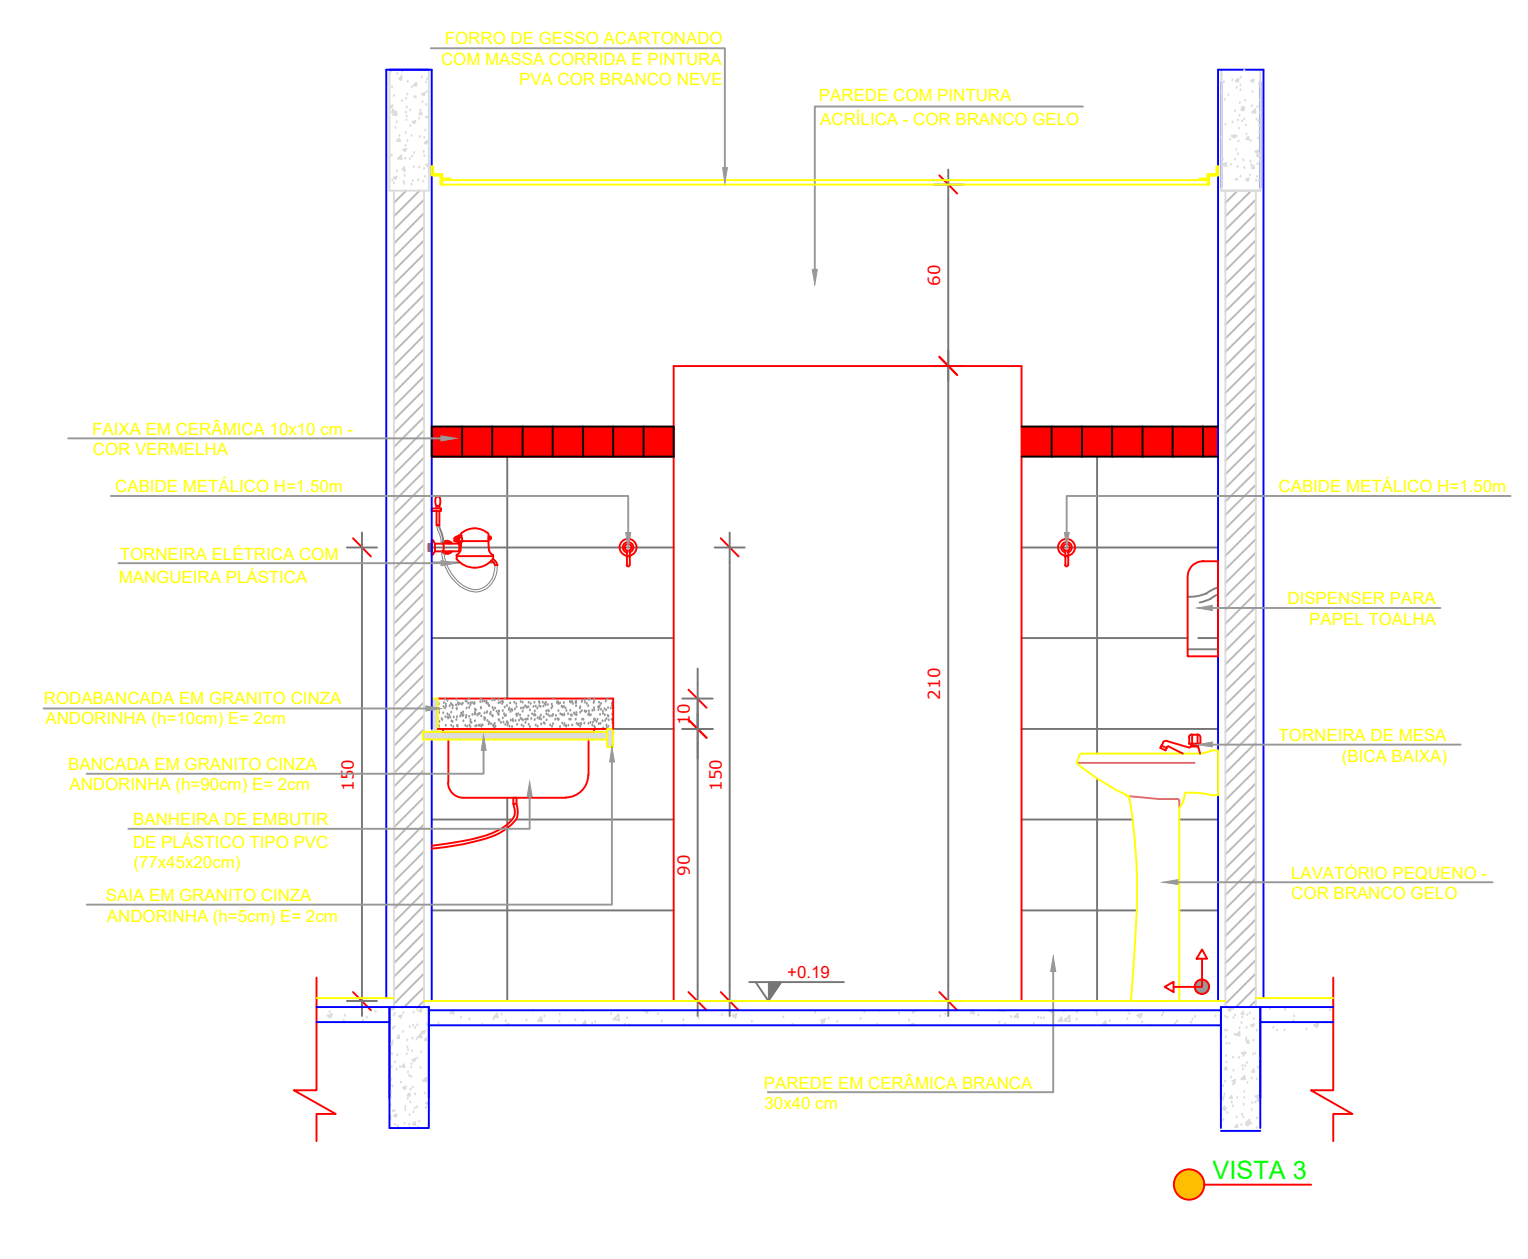 FORRO DE GESSO ACARTONADO
COM MASSA CORRIDA E PINTURA
PVA COR BRANCO NEVE
PAREDE COM PINTURA
ACRÍLICA - COR BRANCO GELO
60
FAIXA EM CERÂMICA 10x10 cm -
COR VERMELHA
CABIDE METÁLICO H=1.50m
CABIDE METÁLICO H=1.50m
TORNEIRA ELÉTRICA COM
MANGUEIRA PLÁSTICA
DISPENSER PARA
PAPEL TOALHA
210
RODABANCADA EM GRANITO CINZA
ANDORINHA (h=10cm) E= 2cm
10
TORNEIRA DE MESA
(BICA BAIXA)
BANCADA EM GRANITO CINZA
ANDORINHA (h=90cm) E= 2cm
150
150
BANHEIRA DE EMBUTIR
DE PLÁSTICO TIPO PVC
(77x45x20cm)
90
LAVATÓRIO PEQUENO -
COR BRANCO GELO
SAIA EM GRANITO CINZA
ANDORINHA (h=5cm) E= 2cm
+0.19
PAREDE EM CERÂMICA BRANCA
30x40 cm
VISTA 3